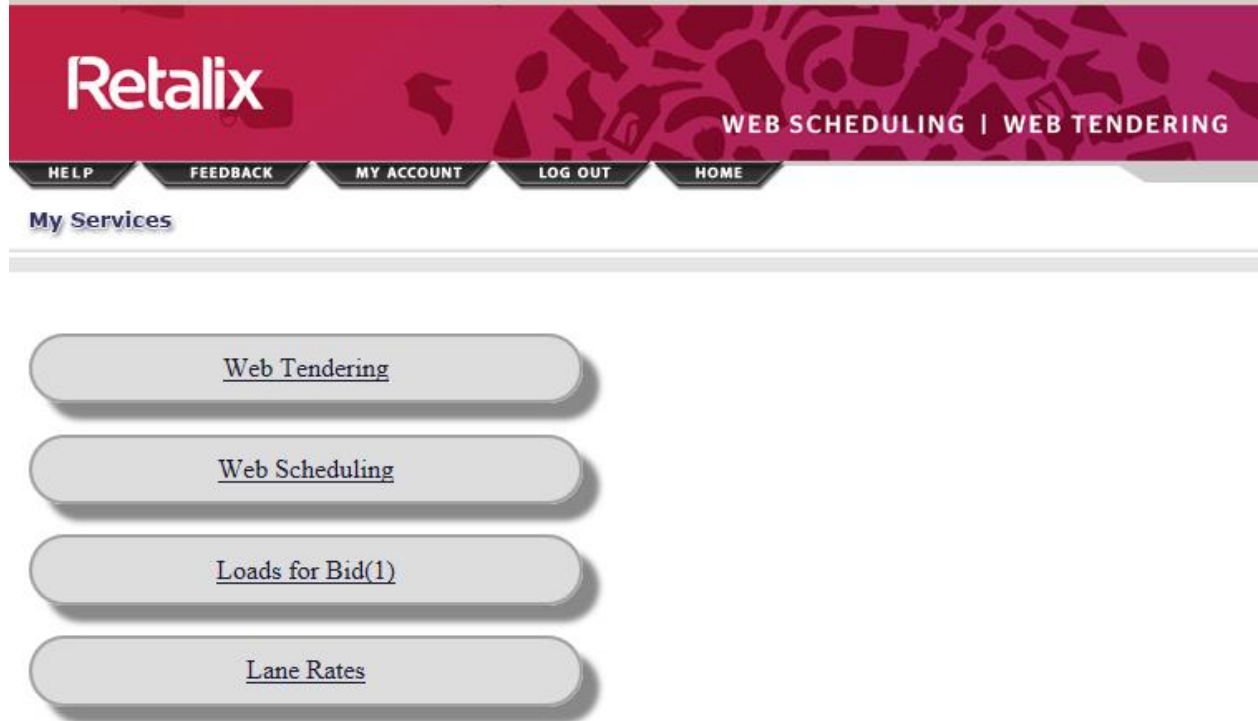 Retalix
WEB SCHEDULING | WEB TENDERING
HELP FEEDBACK MY ACCOUNT LOG OUT HOME
My Services
Web Tendering
Web Scheduling
Loads for Bid(1)
Lane Rates